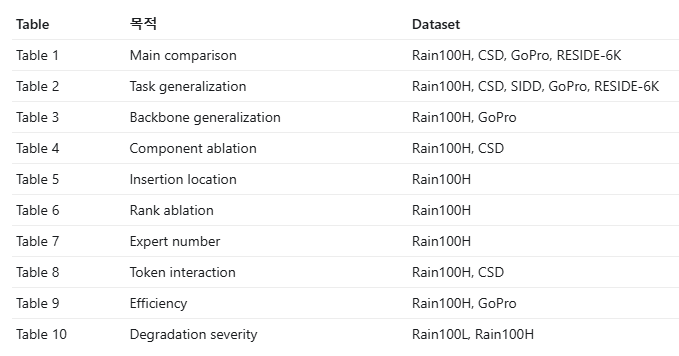 Table 목적 Dataset
Table 1 Main comparison Rain100H, CSD, GoPro, RESIDE-6K
Table 2 Task generalization Rain100H, CSD, SIDD, GoPro, RESIDE-6K
Table 3 Backbone generalization Rain100H, GoPro
Table 4 Component ablation Rain100H, CSD
Table 5 Insertion location Rain100H
Table 6 Rank ablation Rain100H
Table 7 Expert number Rain100H
Table 8 Token interaction Rain100H, CSD
Table 9 Efficiency Rain100H, GoPro
Table 10 Degradation severity Rain100L, Rain100H